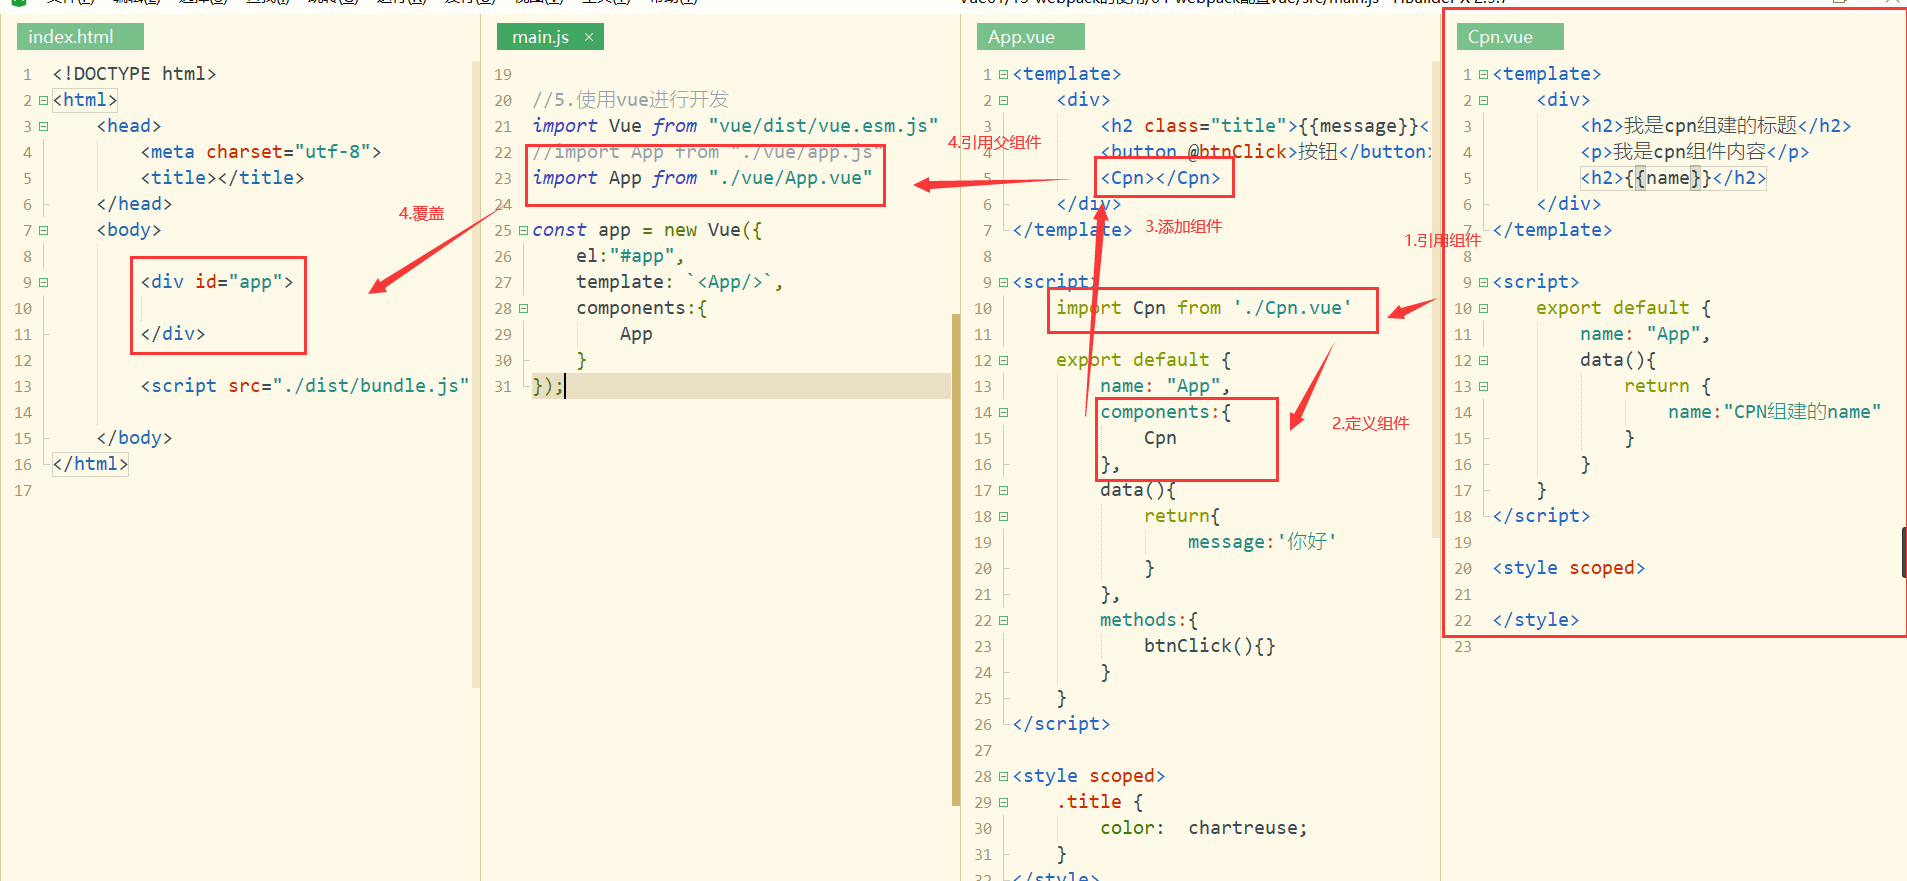 index.html
1 <!DOCTYPE html>
2 <html>
3 <head>
4 <meta charset="utf-8">
5 <title></title>
6 </head>
7 <body>
8
9 <div id="app">
10
11 </div>
12
13 <script src="./dist/bundle.js"
14
15 </body>
16 </html>
17
4.覆盖
main.js ×
19
20 //5.使用vue进行开发
21 import Vue from "vue/dist/vue.esm.js"
22 //import App from "./vue/app.js"
23 import App from "./vue/App.vue"
24
25 const app = new Vue({
26 el:"#app",
27 template: `<App/>`,
28 components:{
29 App
30 }
31 });
4.引用父组件
App.vue
1 <template>
2 <div>
3 <h2 class="title">{{message}}<
4 <button @btnClick>按钮</button>
5 <Cpn></Cpn>
6 </div>
7 </template>
8
9 <script>
10 import Cpn from './Cpn.vue'
11
12 export default {
13 name: "App",
14 components:{
15 Cpn
16 },
17 data(){
18 return{
19 message:'你好'
20 }
21 },
22 methods:{
23 btnClick(){}
24 }
25 }
26 </script>
27
28 <style scoped>
29 .title {
30 color: chartreuse;
31 }
32 </style>
3.添加组件
1.引用组件
2.定义组件
Cpn.vue
1 <template>
2 <div>
3 <h2>我是cpn组建的标题</h2>
4 <p>我是cpn组件内容</p>
5 <h2>{{name}}</h2>
6 </div>
7 </template>
8
9 <script>
10 export default {
11 name: "App",
12 data(){
13 return {
14 name:"CPN组建的name"
15 }
16 }
17 }
18 </script>
19
20 <style scoped>
21
22 </style>
23